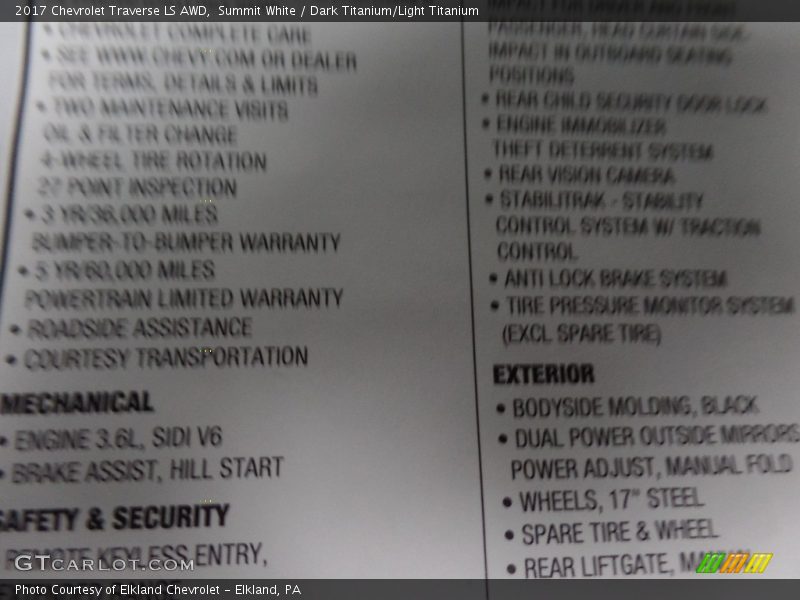 2017 Chevrolet Traverse LS AWD, Summit White / Dark Titanium/Light Titanium
• CHEVROLET COMPLETE CARE
• SEE WWW.CHEVY.COM OR DEALER
FOR TERMS, DETAILS & LIMITS
• TWO MAINTENANCE VISITS
OIL & FILTER CHANGE
4-WHEEL TIRE ROTATION
27 POINT INSPECTION
• 3 YR/36,000 MILES
BUMPER-TO-BUMPER WARRANTY
• 5 YR/60,000 MILES
POWERTRAIN LIMITED WARRANTY
• ROADSIDE ASSISTANCE
• COURTESY TRANSPORTATION
MECHANICAL
• ENGINE 3.6L, SIDI V6
• BRAKE ASSIST, HILL START
SAFETY & SECURITY
REMOTE KEYLESS ENTRY,
IMPACT FOR DRIVER AND FRONT
PASSENGER, HEAD CURTAIN SIDE-
IMPACT IN OUTBOARD SEATING
POSITIONS
• REAR CHILD SECURITY DOOR LOCK
• ENGINE IMMOBILIZER
THEFT DETERRENT SYSTEM
• REAR VISION CAMERA
• STABILITRAK - STABILITY
CONTROL SYSTEM W/ TRACTION
CONTROL
• ANTI LOCK BRAKE SYSTEM
• TIRE PRESSURE MONITOR SYSTEM
(EXCL SPARE TIRE)
EXTERIOR
• BODYSIDE MOLDING, BLACK
• DUAL POWER OUTSIDE MIRRORS
POWER ADJUST, MANUAL FOLD
• WHEELS, 17" STEEL
• SPARE TIRE & WHEEL
• REAR LIFTGATE,
GTCARLOT.COM
Photo Courtesy of Elkland Chevrolet – Elkland, PA